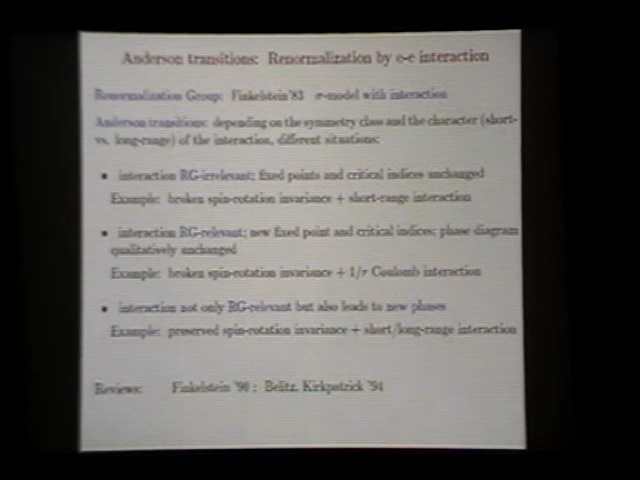 Anderson transitions: Renormalization by e-e interaction
Renormalization Group: Finkelstein'83 σ-model with interaction
Anderson transitions: depending on the symmetry class and the character (short-
vs. long-range) of the interaction, different situations:
• interaction RG-irrelevant; fixed points and critical indices unchanged
Example: broken spin-rotation invariance + short-range interaction
• interaction RG-relevant; new fixed point and critical indices; phase diagram
qualitatively unchanged
Example: broken spin-rotation invariance + 1/r Coulomb interaction
• interaction not only RG-relevant but also leads to new phases
Example: preserved spin-rotation invariance + short/long-range interaction
Reviews: Finkelstein '90 ; Belitz, Kirkpatrick '94